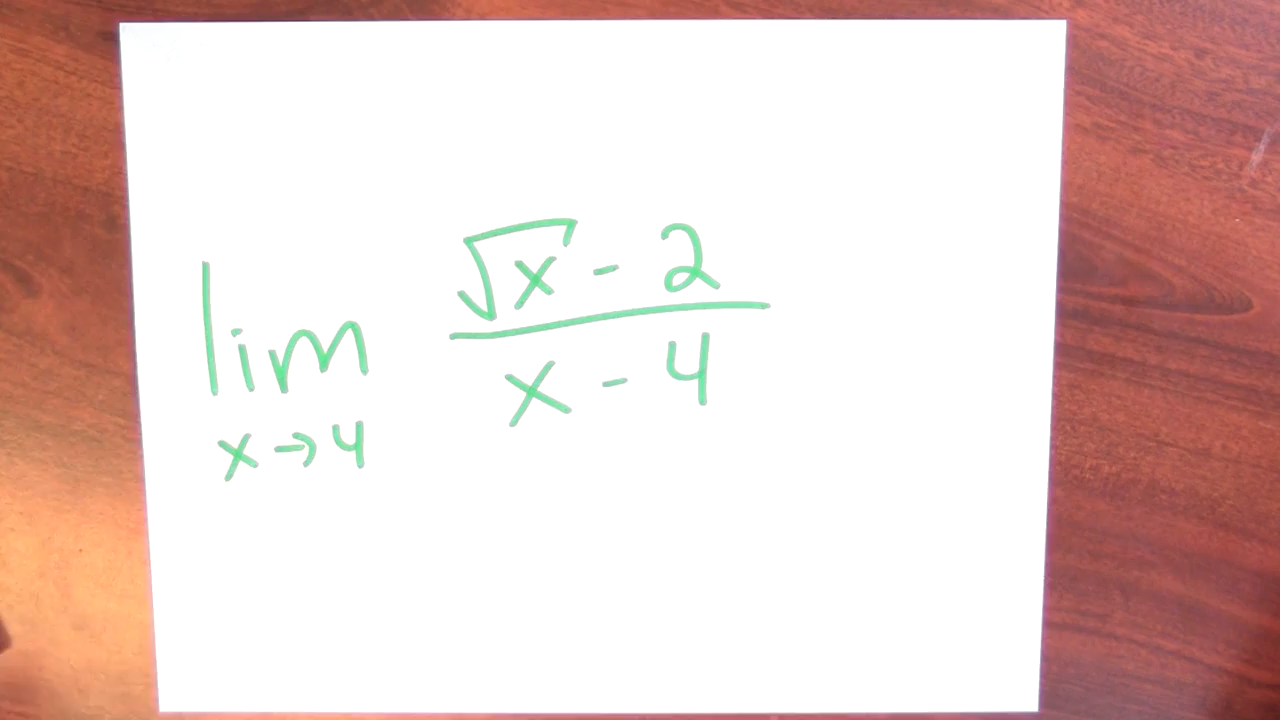 lim √x - 2
x - 4
x → 4